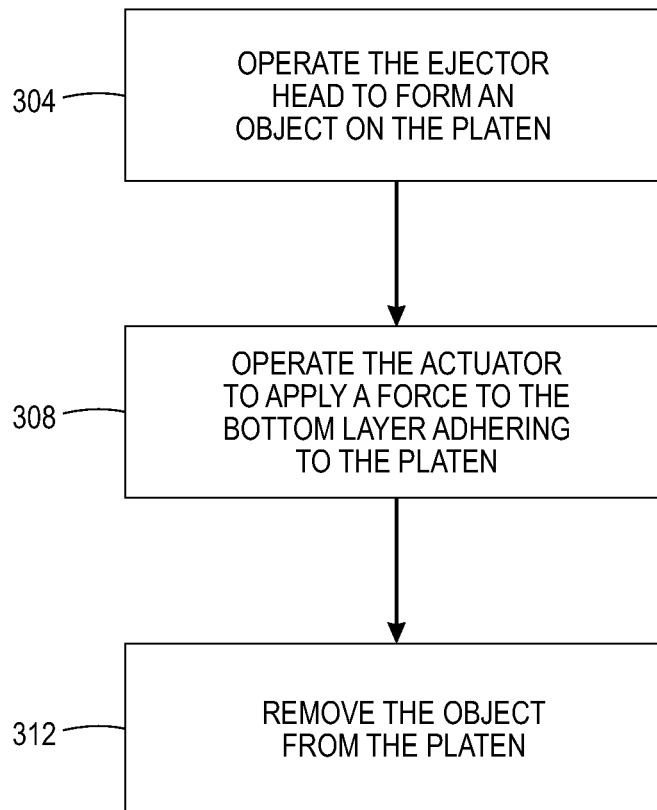 304
OPERATE THE EJECTOR
HEAD TO FORM AN
OBJECT ON THE PLATEN
308
OPERATE THE ACTUATOR
TO APPLY A FORCE TO THE
BOTTOM LAYER ADHERING
TO THE PLATEN
312
REMOVE THE OBJECT
FROM THE PLATEN